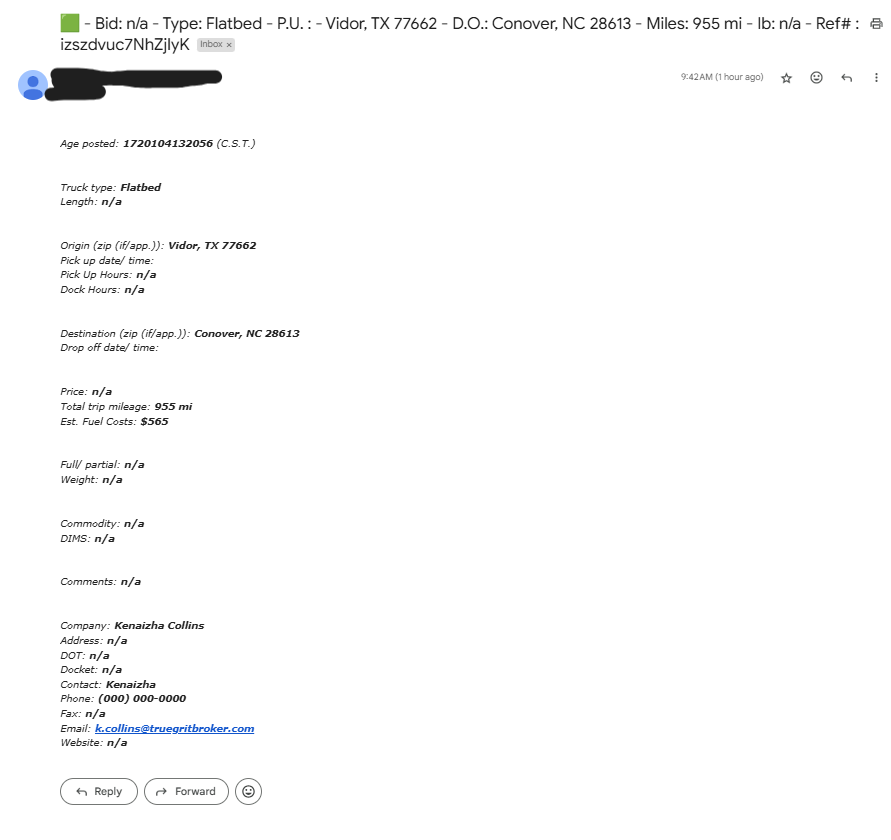 - Bid: n/a - Type: Flatbed - P.U. : - Vidor, TX 77662 - D.O.: Conover, NC 28613 - Miles: 955 mi - lb: n/a - Ref# :
izszdvuc7NhZjlyK Inbox ×
9:42AM (1 hour ago)
Age posted: 1720104132056 (C.S.T.)
Truck type: Flatbed
Length: n/a
Origin (zip (if/app.)): Vidor, TX 77662
Pick up date/ time:
Pick Up Hours: n/a
Dock Hours: n/a
Destination (zip (if/app.)): Conover, NC 28613
Drop off date/ time:
Price: n/a
Total trip mileage: 955 mi
Est. Fuel Costs: $565
Full/ partial: n/a
Weight: n/a
Commodity: n/a
DIMS: n/a
Comments: n/a
Company: Kenaizha Collins
Address: n/a
DOT: n/a
Docket: n/a
Contact: Kenaizha
Phone: (000) 000-0000
Fax: n/a
Email: k.collins@truegritbroker.com
Website: n/a
Reply
Forward